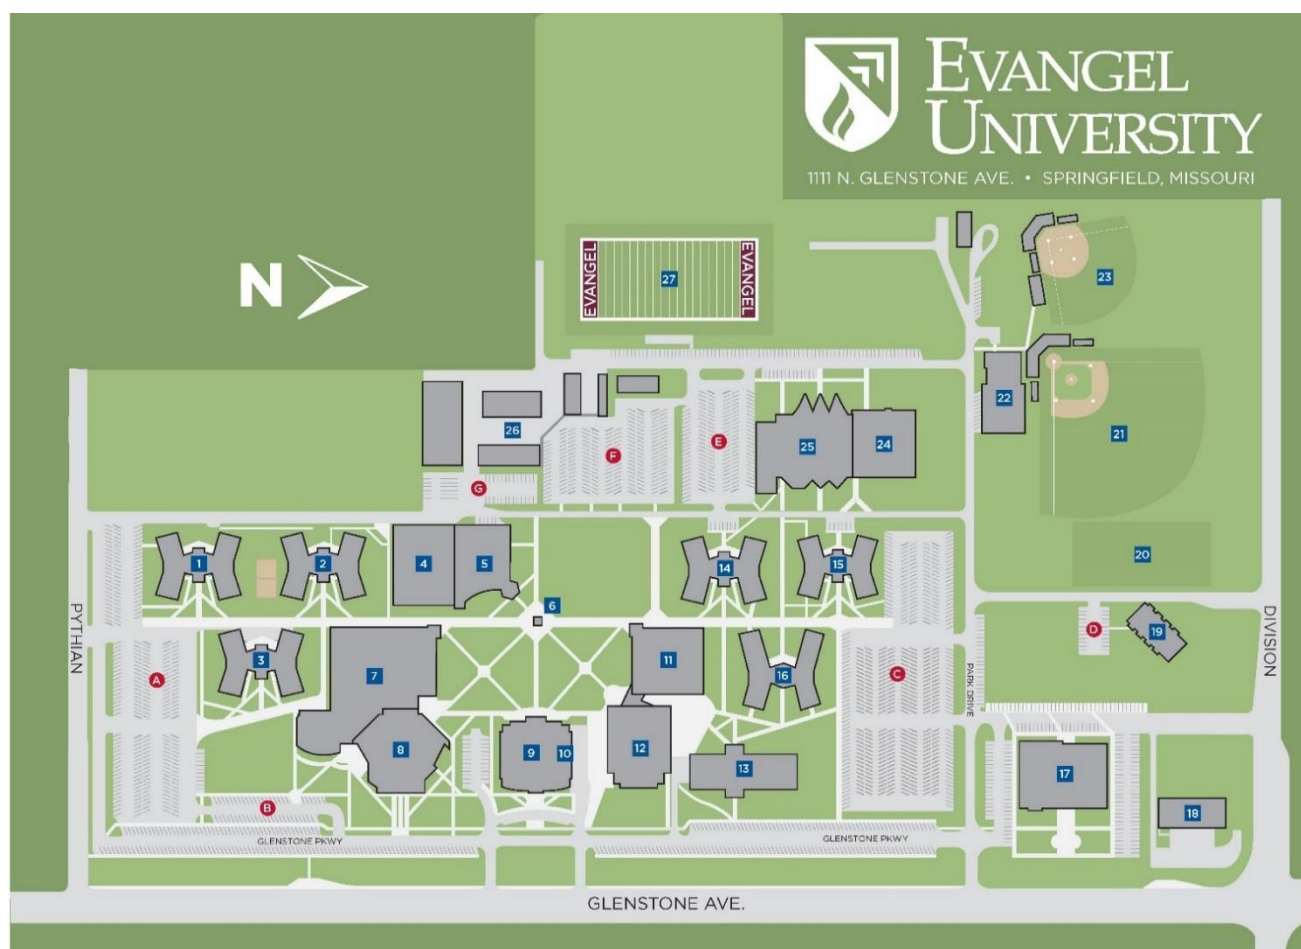 EVANGEL
UNIVERSITY
1111 N. GLENSTONE AVE. • SPRINGFIELD, MISSOURI
N
EVANGEL
27
EVANGEL
23
22
21
26
F
E
25
24
G
1
2
4
5
14
15
20
6
PYTHIAN
DIVISION
D
19
A
3
7
11
16
C
PARK DRIVE
8
9
10
12
13
17
B
18
GLENSTONE PKWY
GLENSTONE PKWY
GLENSTONE AVE.